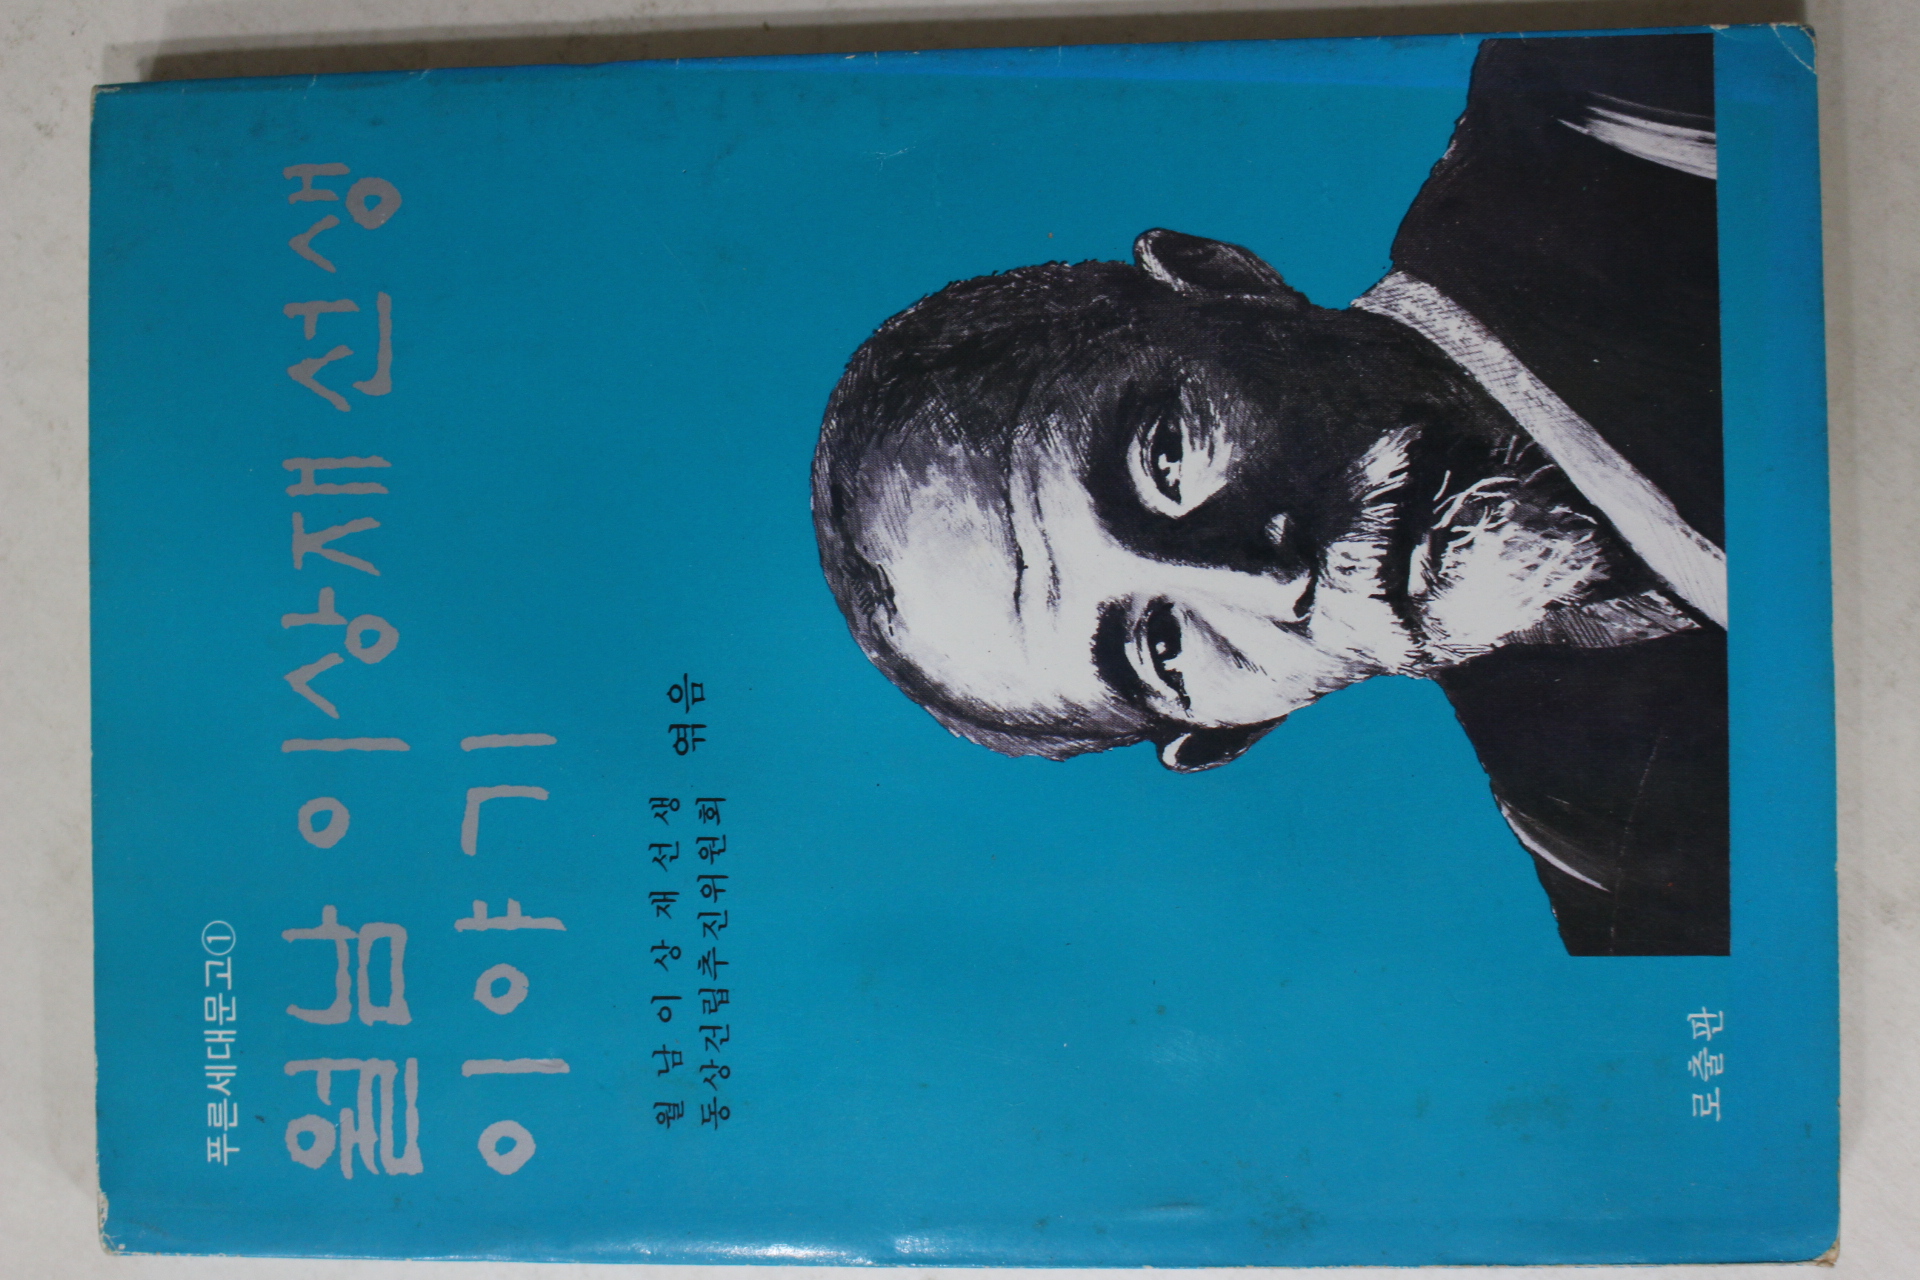 푸른세대문고①
월남 이상재 선생
이야기
월남이상재선생
동상건립추진위원회
엮음
로출판